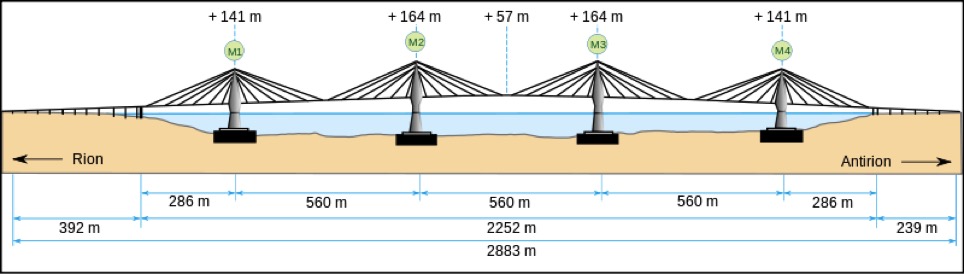 + 141 m + 164 m + 57 m + 164 m + 141 m
M1 M2 M3 M4
Rion Antirion
286 m 560 m 560 m 560 m 286 m
392 m 2252 m 239 m
2883 m